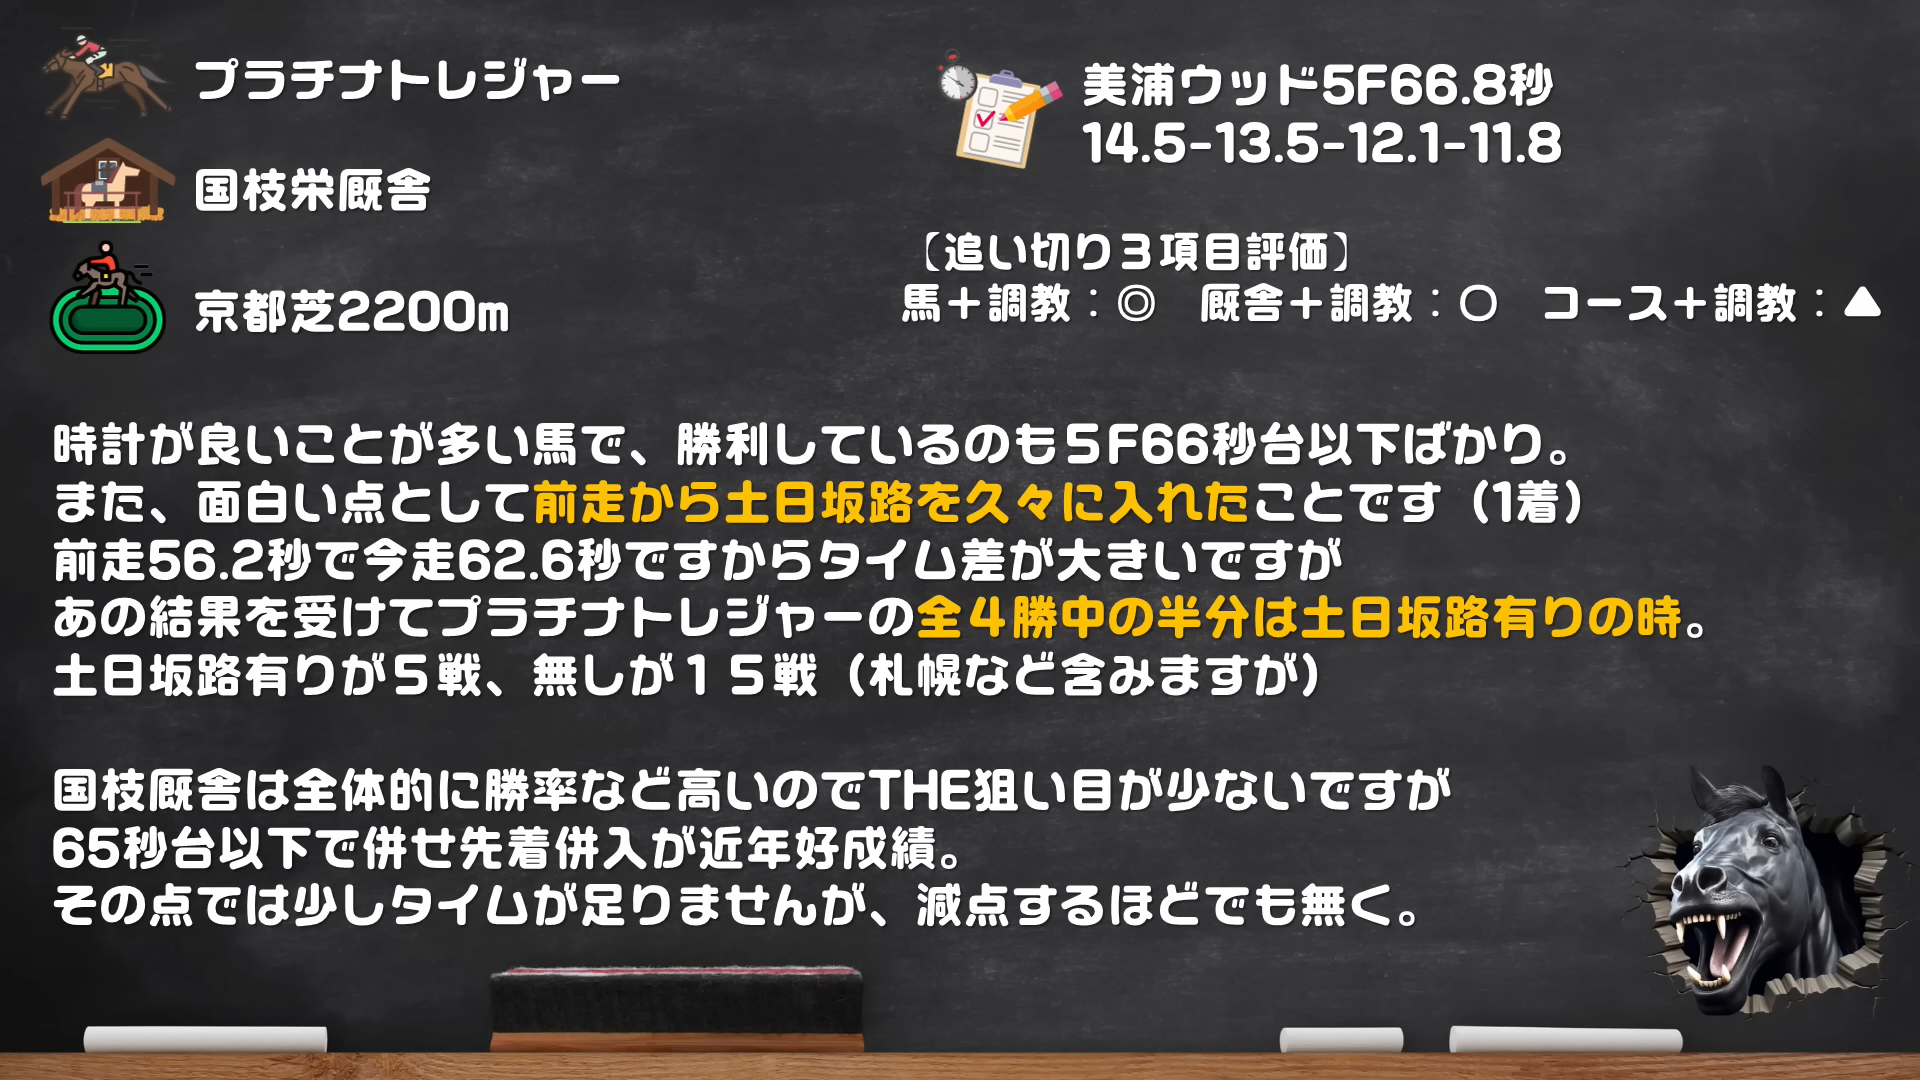 プラチナトレジャー
国枝栄厩舎
京都芝2200m
美浦ウッド5F66.8秒
14.5-13.5-12.1-11.8
【追い切り３項目評価】
馬＋調教：◎　厩舎＋調教：〇　コース＋調教：▲
時計が良いことが多い馬で、勝利しているのも５F66秒台以下ばかり。
また、面白い点として前走から土日坂路を久々に入れたことです（1着）
前走56.2秒で今走62.6秒ですからタイム差が大きいですが
あの結果を受けてプラチナトレジャーの全４勝中の半分は土日坂路有りの時。
土日坂路有りが５戦、無しが１５戦（札幌など含みますが）
国枝厩舎は全体的に勝率など高いのでTHE狙い目が少ないですが
65秒台以下で併せ先着併入が近年好成績。
その点では少しタイムが足りませんが、減点するほどでも無く。